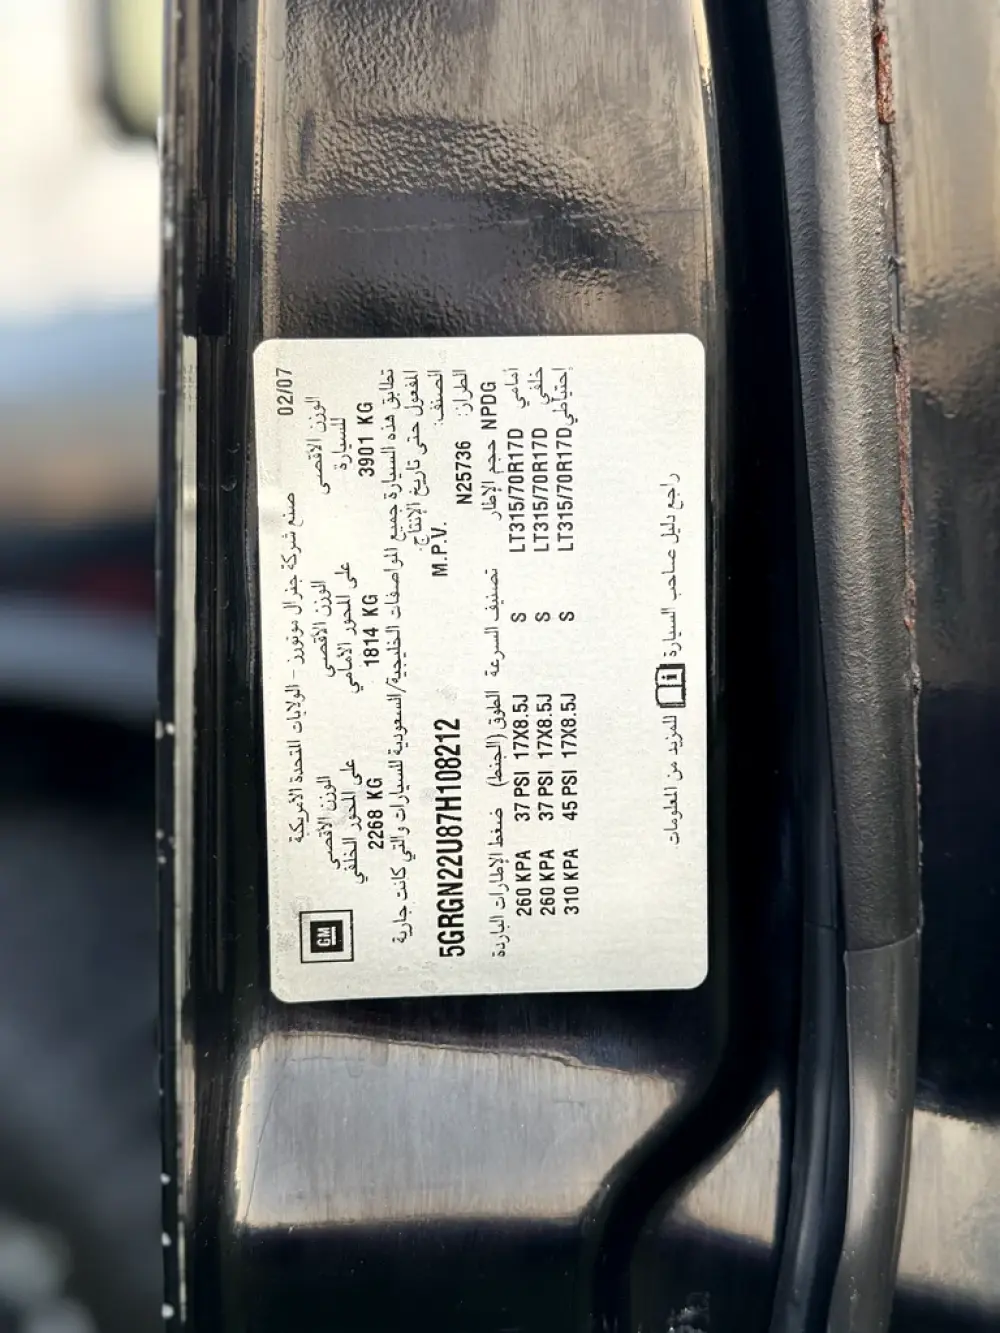 GM
صنع شركة جنرال موتورز - الولايات المتحدة الأمريكية 02/07
الوزن الأقصى للسيارة
3901 KG
الوزن الأقصى على المحور الأمامي
1814 KG
الوزن الأقصى على المحور الخلفي
2268 KG
تطابق هذه السيارة جميع المواصفات الخليجية/السعودية للسيارات والتي كانت جارية
المفعول حتى تاريخ الإنتاج.
5GRGN22U87H108212 M.P.V. الصنف:
N25736 الطراز:
ضغط الإطارات الباردة الطوق (الجنط) تصنيف السرعة حجم الإطار NPDG
260 KPA 37 PSI 17X8.5J S LT315/70R17D أمامي
260 KPA 37 PSI 17X8.5J S LT315/70R17D خلفي
310 KPA 45 PSI 17X8.5J S LT315/70R17D إحتياطي
راجع دليل صاحب السيارة للمزيد من المعلومات